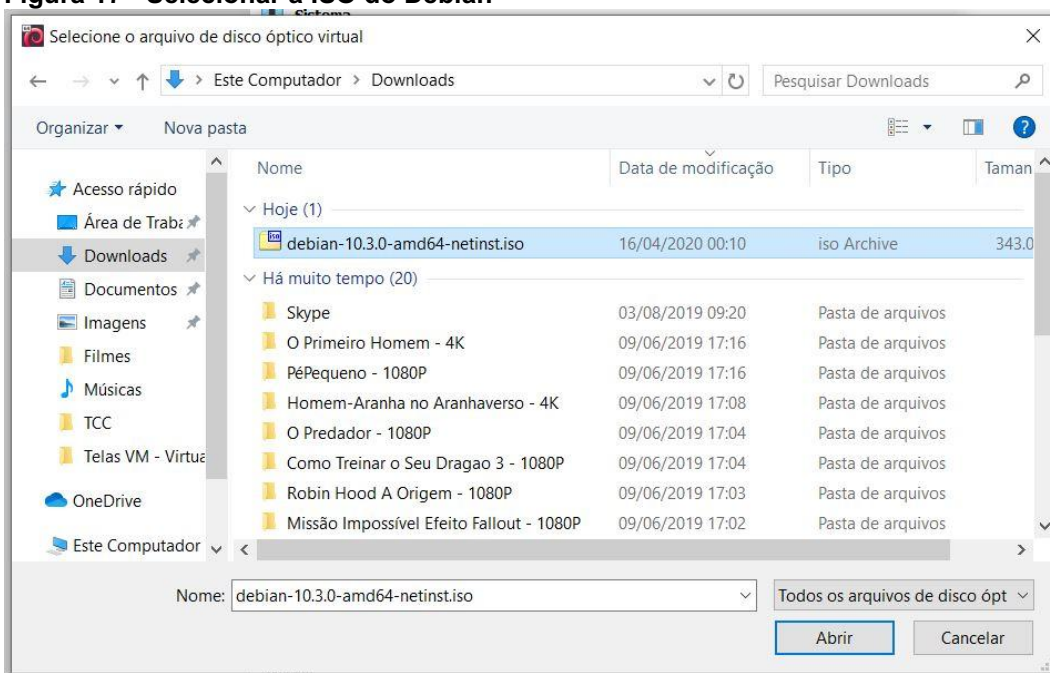 Figura 17 - Selecionar a ISO do Debian
Sistema
Selecione o arquivo de disco óptico virtual
Este Computador > Downloads
Pesquisar Downloads
Organizar
Nova pasta
Nome
Data de modificação
Tipo
Taman
Acesso rápido
Área de Traba
Downloads
Documentos
Imagens
Filmes
Músicas
TCC
Telas VM - Virtua
OneDrive
Este Computador
Hoje (1)
debian-10.3.0-amd64-netinst.iso 16/04/2020 00:10 iso Archive 343.0
Há muito tempo (20)
Skype 03/08/2019 09:20 Pasta de arquivos
O Primeiro Homem - 4K 09/06/2019 17:16 Pasta de arquivos
PéPequeno - 1080P 09/06/2019 17:16 Pasta de arquivos
Homem-Aranha no Aranhaverso - 4K 09/06/2019 17:08 Pasta de arquivos
O Predador - 1080P 09/06/2019 17:04 Pasta de arquivos
Como Treinar o Seu Dragao 3 - 1080P 09/06/2019 17:04 Pasta de arquivos
Robin Hood A Origem - 1080P 09/06/2019 17:03 Pasta de arquivos
Missão Impossível Efeito Fallout - 1080P 09/06/2019 17:02 Pasta de arquivos
Nome: debian-10.3.0-amd64-netinst.iso
Todos os arquivos de disco ópt
Abrir
Cancelar